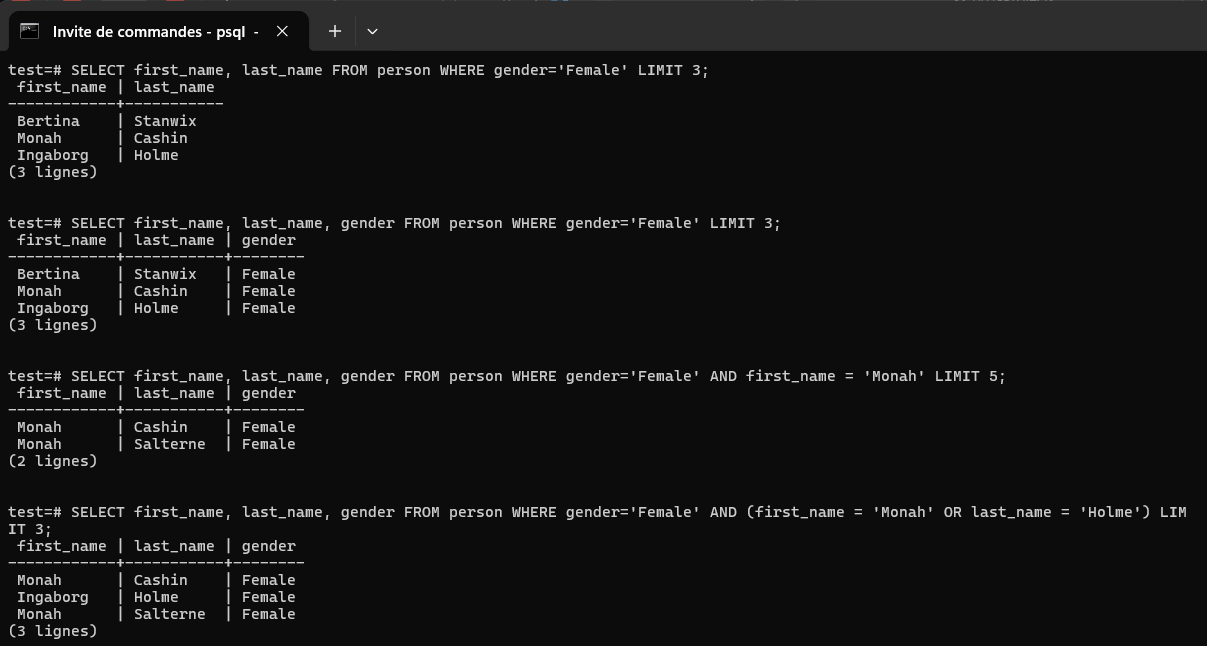 Invite de commandes - psql  -
test=# SELECT first_name, last_name FROM person WHERE gender='Female' LIMIT 3;
 first_name | last_name
------------+-----------
 Bertina    | Stanwix
 Monah      | Cashin
 Ingaborg   | Holme
(3 lignes)
test=# SELECT first_name, last_name, gender FROM person WHERE gender='Female' LIMIT 3;
 first_name | last_name | gender
------------+-----------+--------
 Bertina    | Stanwix   | Female
 Monah      | Cashin    | Female
 Ingaborg   | Holme     | Female
(3 lignes)
test=# SELECT first_name, last_name, gender FROM person WHERE gender='Female' AND first_name = 'Monah' LIMIT 5;
 first_name | last_name | gender
------------+-----------+--------
 Monah      | Cashin    | Female
 Monah      | Salterne  | Female
(2 lignes)
test=# SELECT first_name, last_name, gender FROM person WHERE gender='Female' AND (first_name = 'Monah' OR last_name = 'Holme') LIM
IT 3;
 first_name | last_name | gender
------------+-----------+--------
 Monah      | Cashin    | Female
 Ingaborg   | Holme     | Female
 Monah      | Salterne  | Female
(3 lignes)